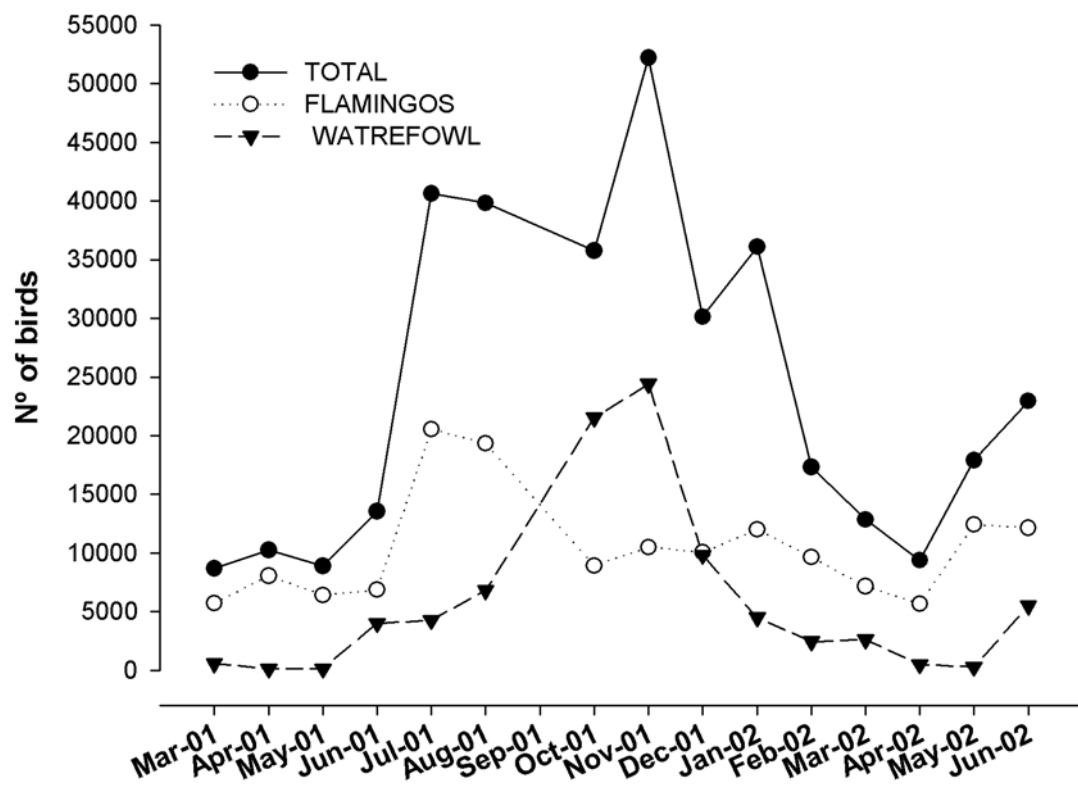 55000
50000
45000
40000
35000
30000
25000
20000
15000
10000
5000
0
Nº of birds
TOTAL
FLAMINGOS
WATREFOWL
Mar-01
Apr-01
May-01
Jun-01
Jul-01
Aug-01
Sep-01
Oct-01
Nov-01
Dec-01
Jan-02
Feb-02
Mar-02
Apr-02
May-02
Jun-02